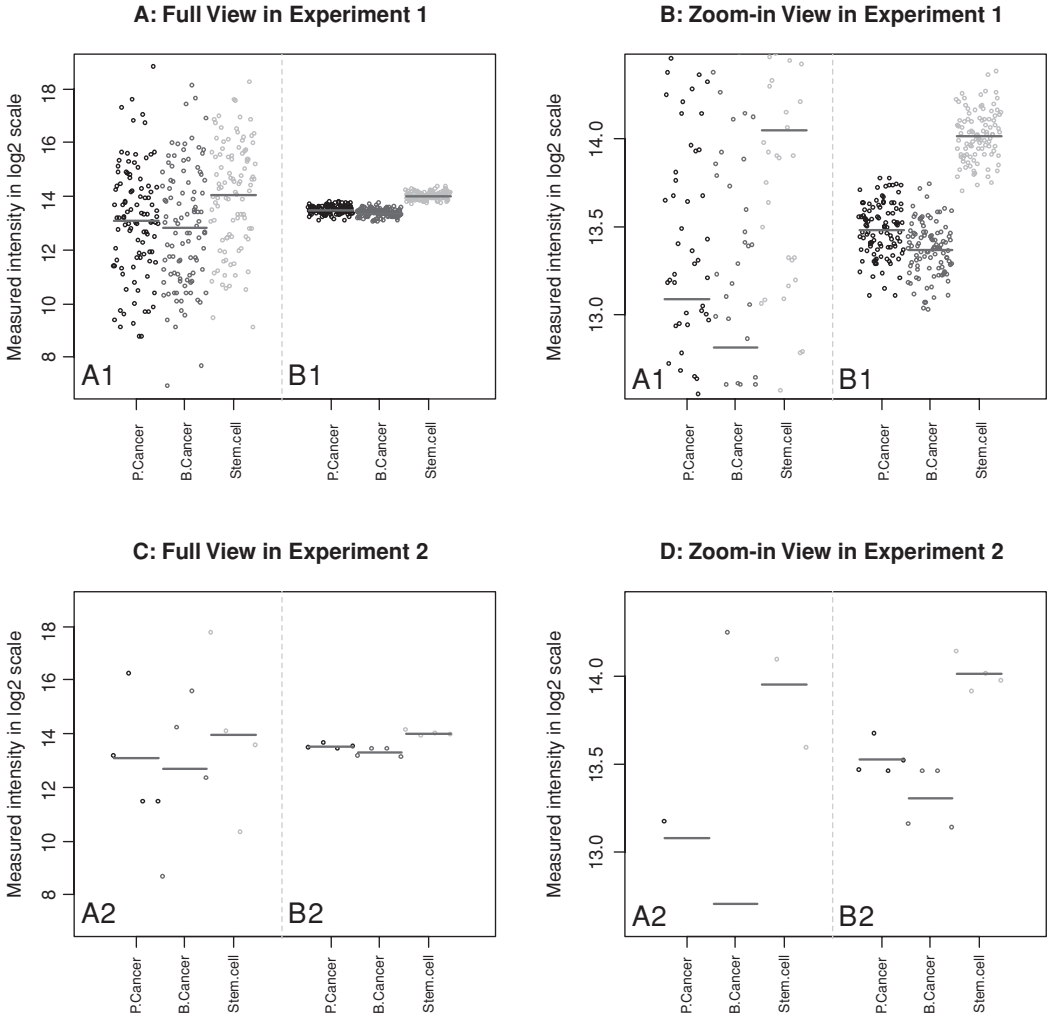 A: Full View in Experiment 1
Measured intensity in log2 scale
18
16
14
12
10
8
A1
B1
P.Cancer
B.Cancer
Stem.cell
P.Cancer
B.Cancer
Stem.cell
B: Zoom-in View in Experiment 1
Measured intensity in log2 scale
14.0
13.5
13.0
A1
B1
P.Cancer
B.Cancer
Stem.cell
P.Cancer
B.Cancer
Stem.cell
C: Full View in Experiment 2
Measured intensity in log2 scale
18
16
14
12
10
8
A2
B2
P.Cancer
B.Cancer
Stem.cell
P.Cancer
B.Cancer
Stem.cell
D: Zoom-in View in Experiment 2
Measured intensity in log2 scale
14.0
13.5
13.0
A2
B2
P.Cancer
B.Cancer
Stem.cell
P.Cancer
B.Cancer
Stem.cell